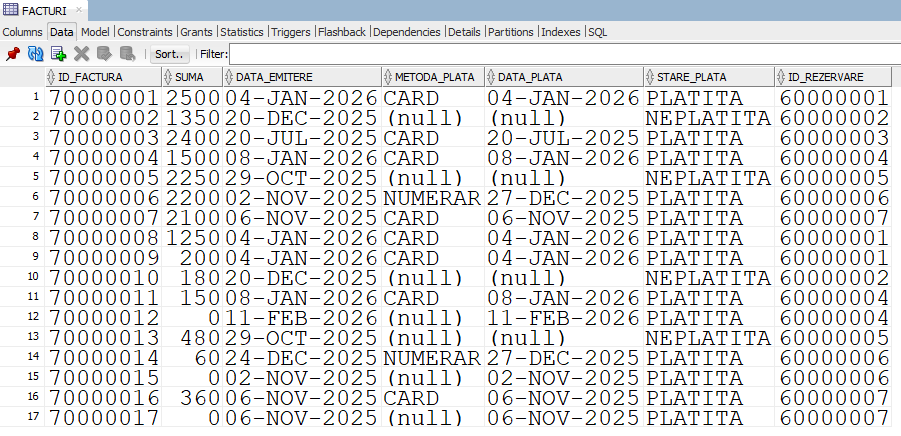 FACTURI
Columns Data Model Constraints Grants Statistics Triggers Flashback Dependencies Details Partitions Indexes SQL
Sort.. Filter:
ID_FACTURA SUMA DATA_EMITERE METODA_PLATA DATA_PLATA STARE_PLATA ID_REZERVARE
1 70000001 2500 04-JAN-2026 CARD 04-JAN-2026 PLATITA 60000001
2 70000002 1350 20-DEC-2025 (null) (null) NEPLATITA 60000002
3 70000003 2400 20-JUL-2025 CARD 20-JUL-2025 PLATITA 60000003
4 70000004 1500 08-JAN-2026 CARD 08-JAN-2026 PLATITA 60000004
5 70000005 2250 29-OCT-2025 (null) (null) NEPLATITA 60000005
6 70000006 2200 02-NOV-2025 NUMERAR 27-DEC-2025 PLATITA 60000006
7 70000007 2100 06-NOV-2025 CARD 06-NOV-2025 PLATITA 60000007
8 70000008 1250 04-JAN-2026 CARD 04-JAN-2026 PLATITA 60000001
9 70000009 200 04-JAN-2026 CARD 04-JAN-2026 PLATITA 60000001
10 70000010 180 20-DEC-2025 (null) (null) NEPLATITA 60000002
11 70000011 150 08-JAN-2026 CARD 08-JAN-2026 PLATITA 60000004
12 70000012 0 11-FEB-2026 (null) 11-FEB-2026 PLATITA 60000004
13 70000013 480 29-OCT-2025 (null) (null) NEPLATITA 60000005
14 70000014 60 24-DEC-2025 NUMERAR 27-DEC-2025 PLATITA 60000006
15 70000015 0 02-NOV-2025 (null) 02-NOV-2025 PLATITA 60000006
16 70000016 360 06-NOV-2025 CARD 06-NOV-2025 PLATITA 60000007
17 70000017 0 06-NOV-2025 (null) 06-NOV-2025 PLATITA 60000007